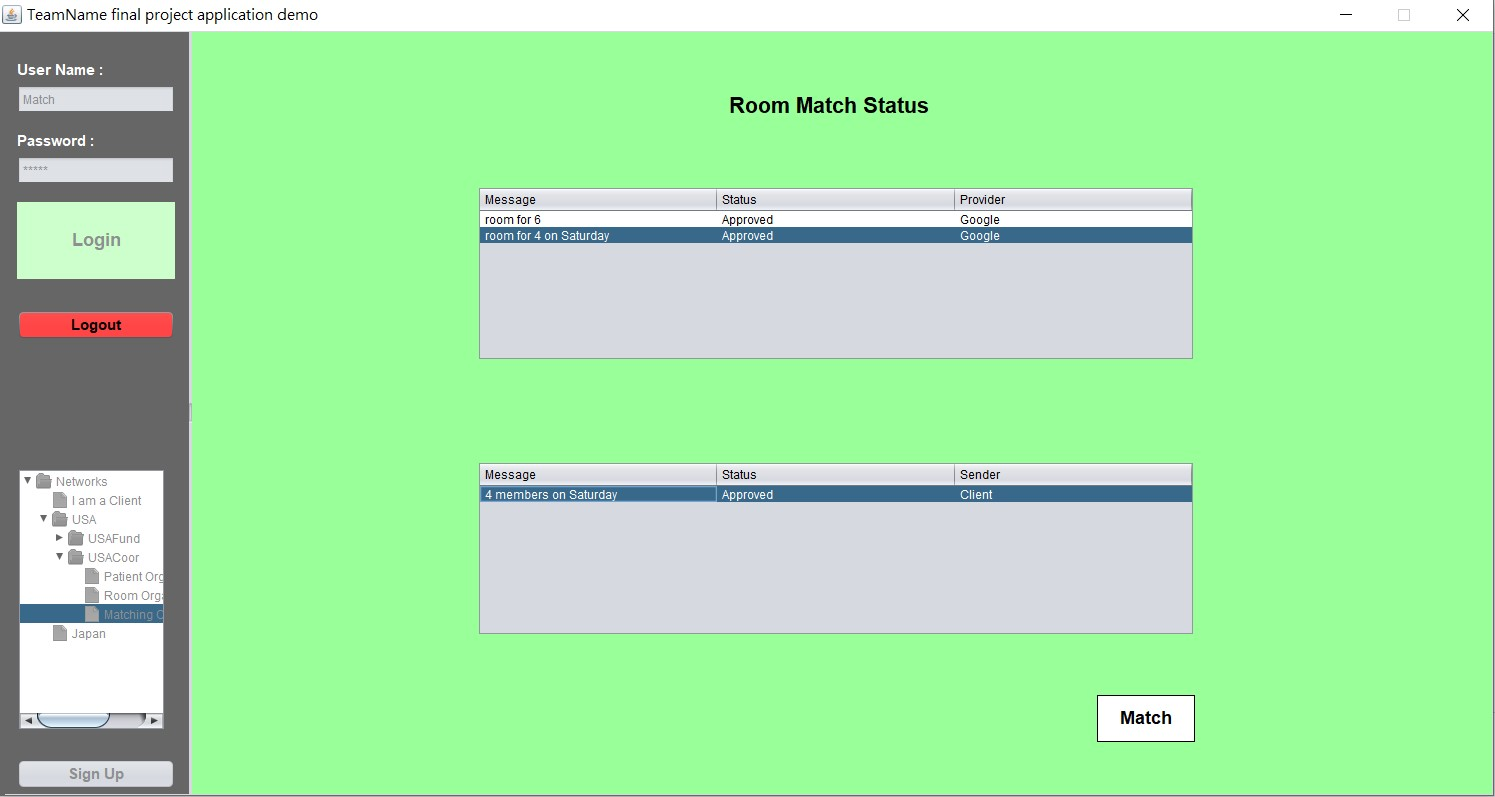 TeamName final project application demo
User Name :
Match
Password :
*****
Login
Logout
Networks
I am a Client
USA
USAFund
USACoor
Patient Org
Room Orga
Matching O
Japan
Sign Up
Room Match Status
Message Status Provider
room for 6 Approved Google
room for 4 on Saturday Approved Google
Message Status Sender
4 members on Saturday Approved Client
Match